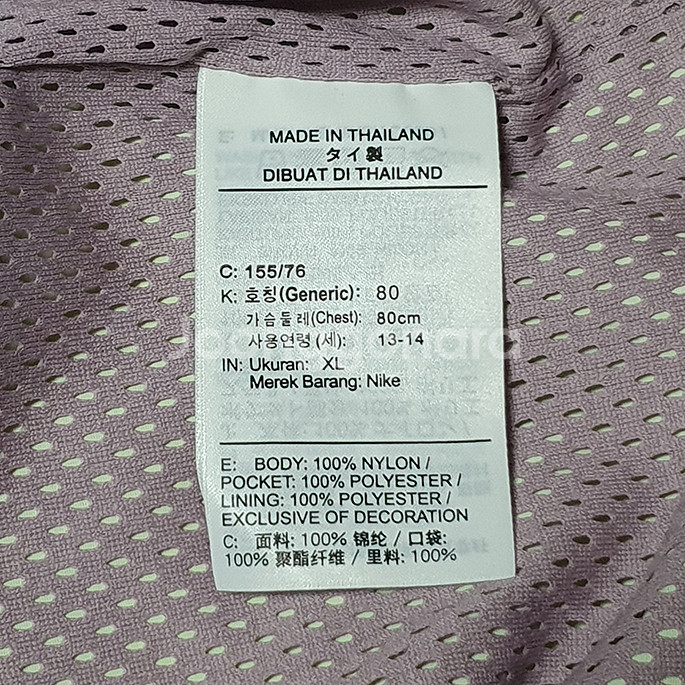 MADE IN THAILAND
タイ製
DIBUAT DI THAILAND
C: 155/76
K: 호칭(Generic): 80
가슴둘레(Chest): 80cm
사용연령 (세): 13-14
IN: Ukuran: XL
Merek Barang: Nike
E: BODY: 100% NYLON /
POCKET: 100% POLYESTER /
LINING: 100% POLYESTER /
EXCLUSIVE OF DECORATION
C: 面料: 100% 锦纶 / 口袋:
100% 聚酯纤维 / 里料: 100%